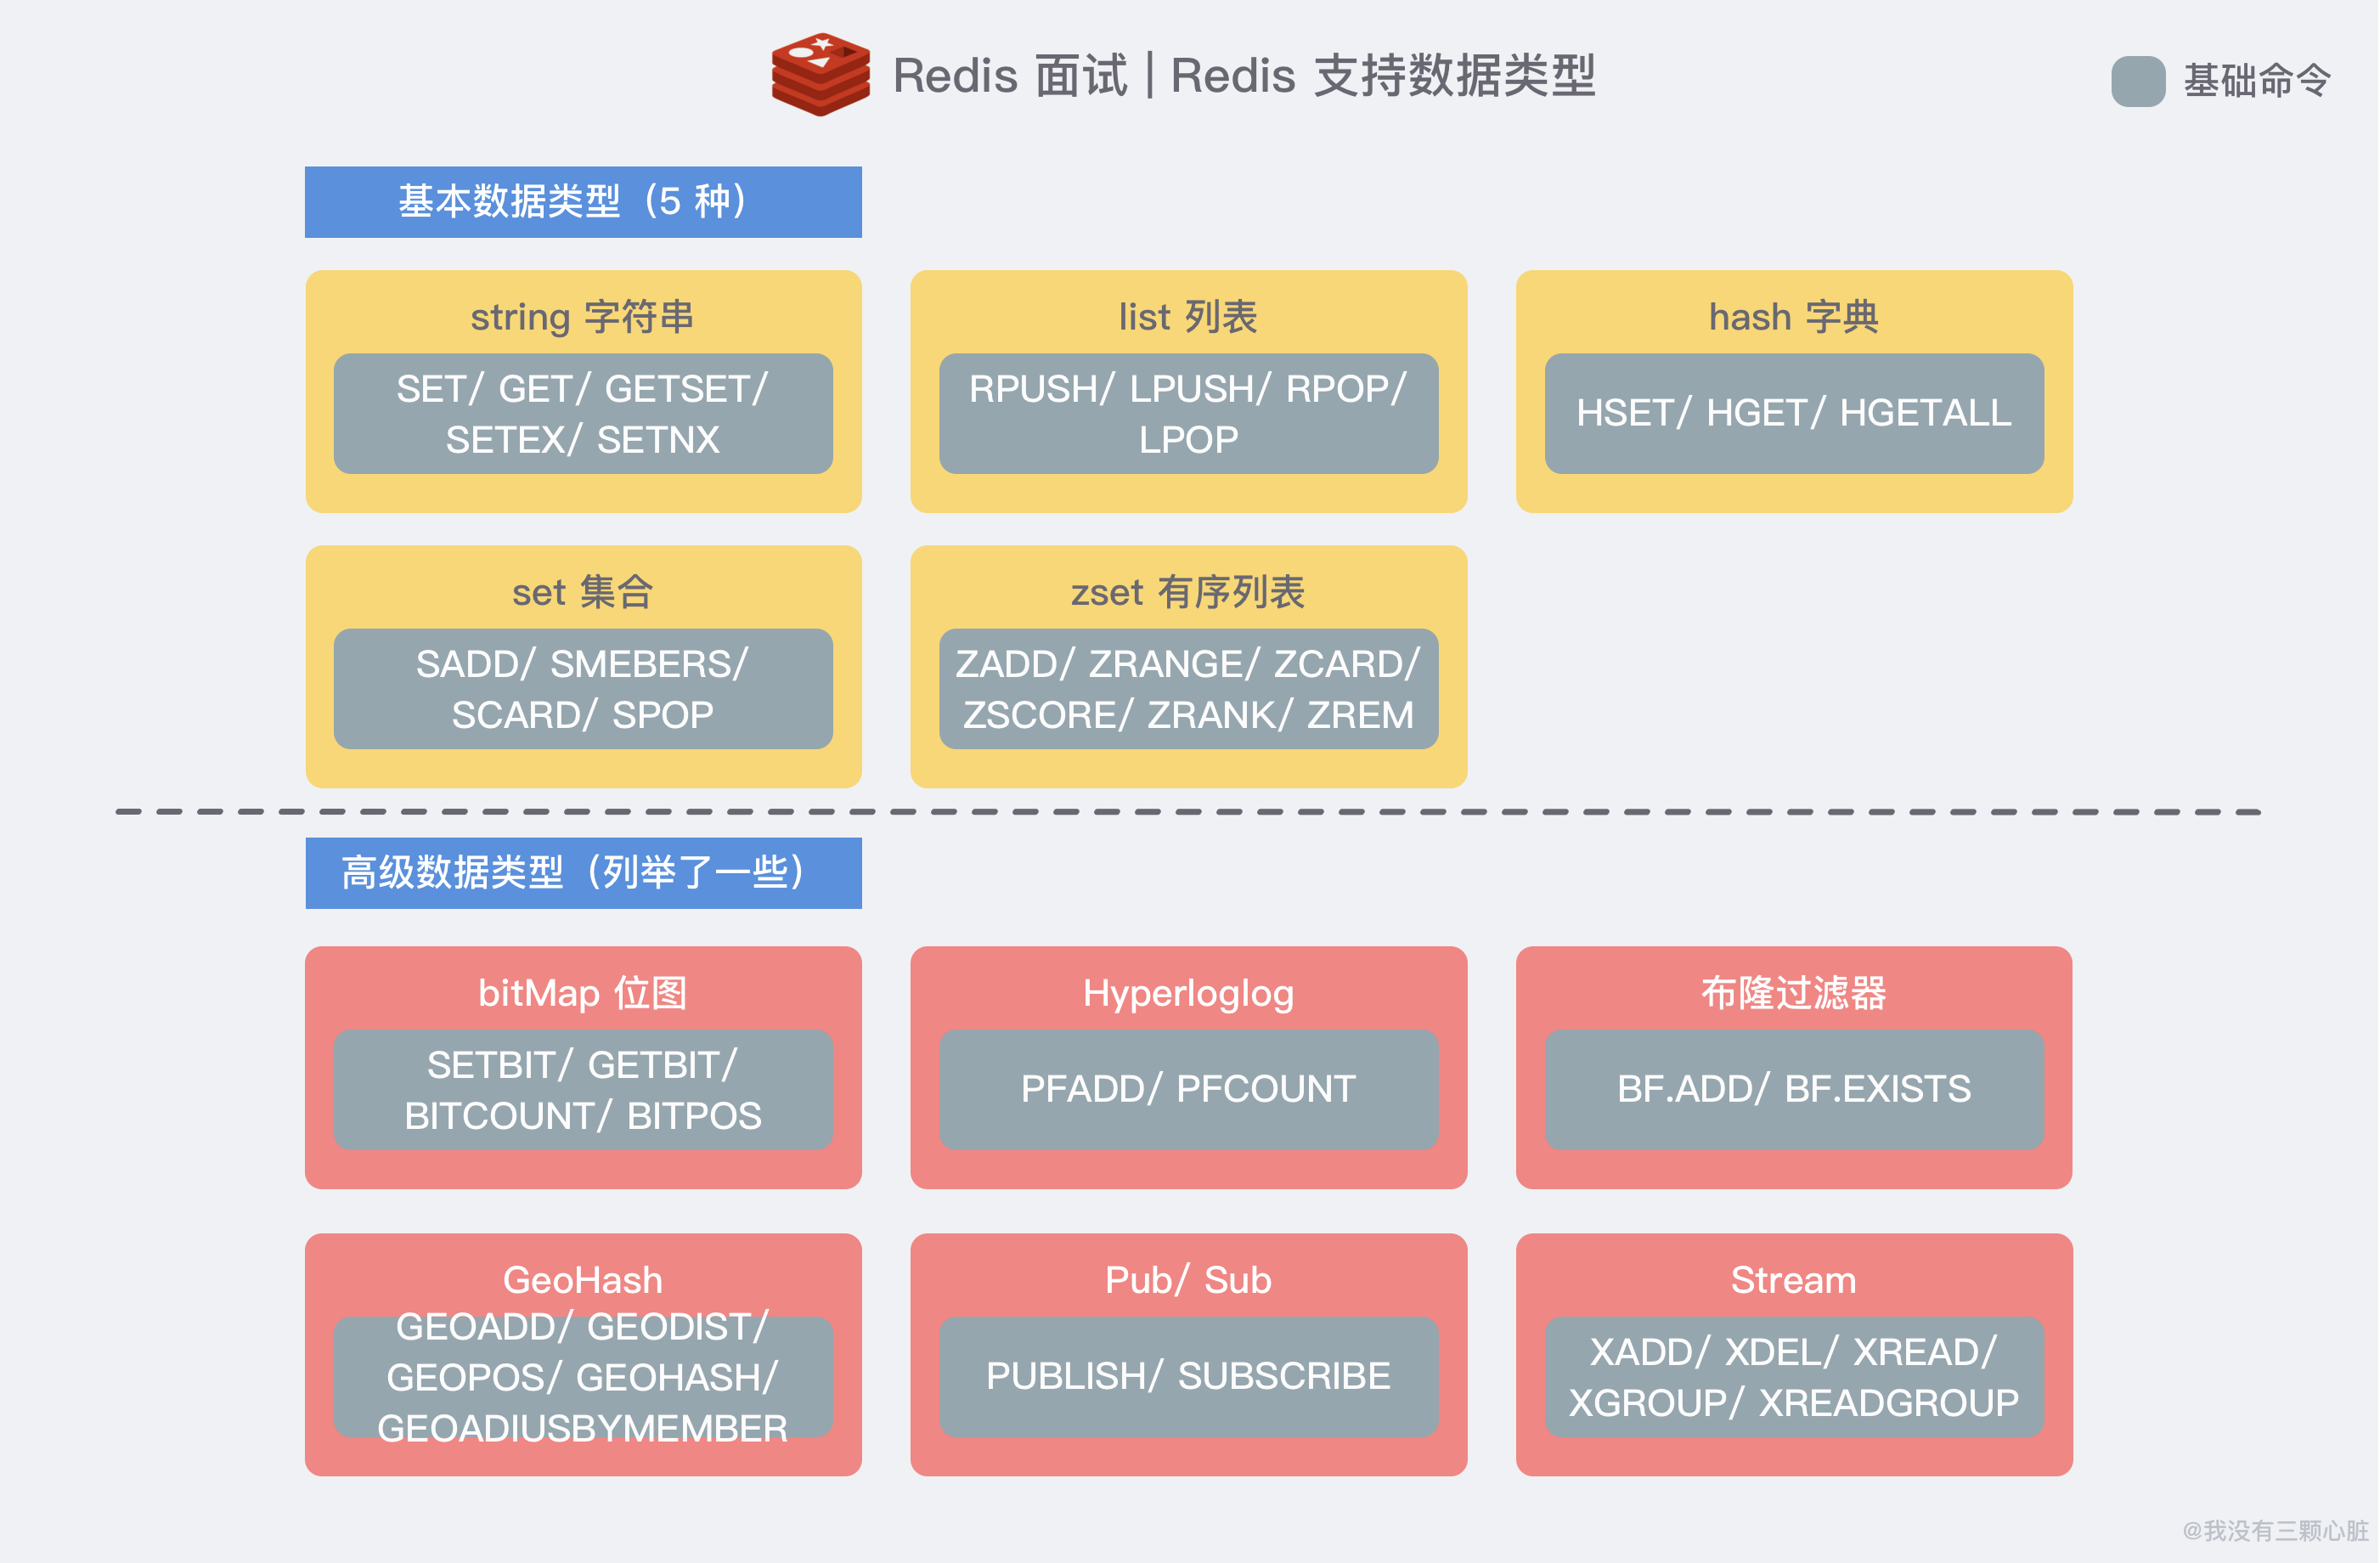 Redis 面试 | Redis 支持数据类型
基础命令
基本数据类型（5 种）
string 字符串
SET/ GET/ GETSET/
SETEX/ SETNX
list 列表
RPUSH/ LPUSH/ RPOP/
LPOP
hash 字典
HSET/ HGET/ HGETALL
set 集合
SADD/ SMEBERS/
SCARD/ SPOP
zset 有序列表
ZADD/ ZRANGE/ ZCARD/
ZSCORE/ ZRANK/ ZREM
高级数据类型（列举了一些）
bitMap 位图
SETBIT/ GETBIT/
BITCOUNT/ BITPOS
Hyperloglog
PFADD/ PFCOUNT
布隆过滤器
BF.ADD/ BF.EXISTS
GeoHash
GEOADD/ GEODIST/
GEOPOS/ GEOHASH/
GEOADIUSBYMEMBER
Pub/ Sub
PUBLISH/ SUBSCRIBE
Stream
XADD/ XDEL/ XREAD/
XGROUP/ XREADGROUP
@我没有三颗心脏